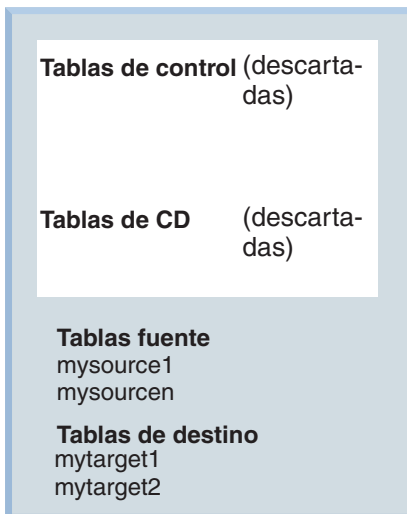 Tablas de control (descarta-
das)
Tablas de CD (descarta-
das)
Tablas fuente
mysource1
mysourcen
Tablas de destino
mytarget1
mytarget2